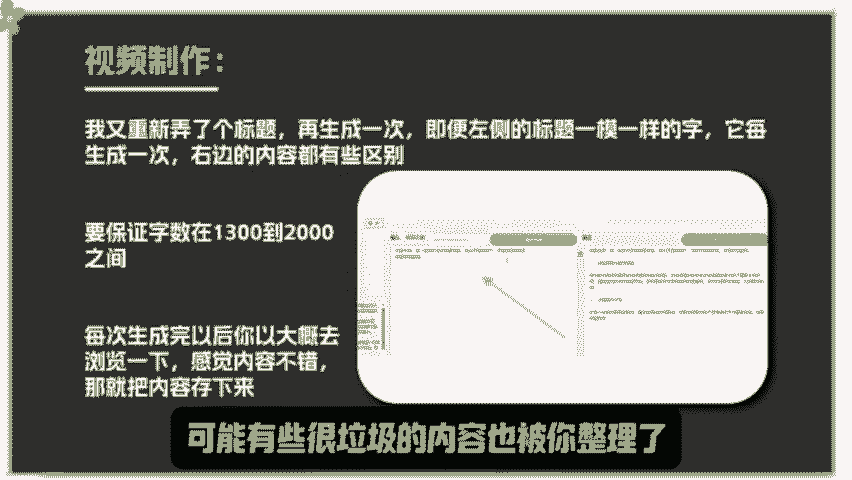 视频制作：
我又重新弄了个标题，再生成一次，即便左侧的标题一模一样的字，它每
生成一次，右边的内容都有些区别
要保证字数在1300到2000
之间
每次生成完以后你以大概去
浏览一下，感觉内容不错，
那就把内容存下来
可能有些很垃圾的内容也被你整理了